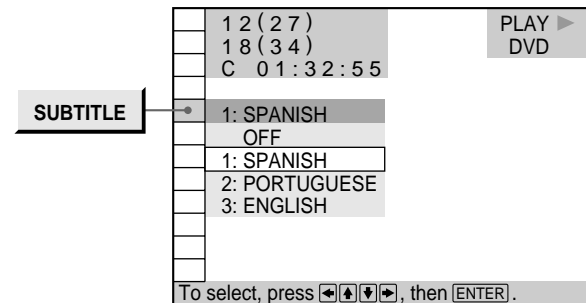 12(27)
18(34)
C 01:32:55
PLAY
DVD
SUBTITLE
1: SPANISH
OFF
1: SPANISH
2: PORTUGUESE
3: ENGLISH
To select, press ←↑↓→, then ENTER.